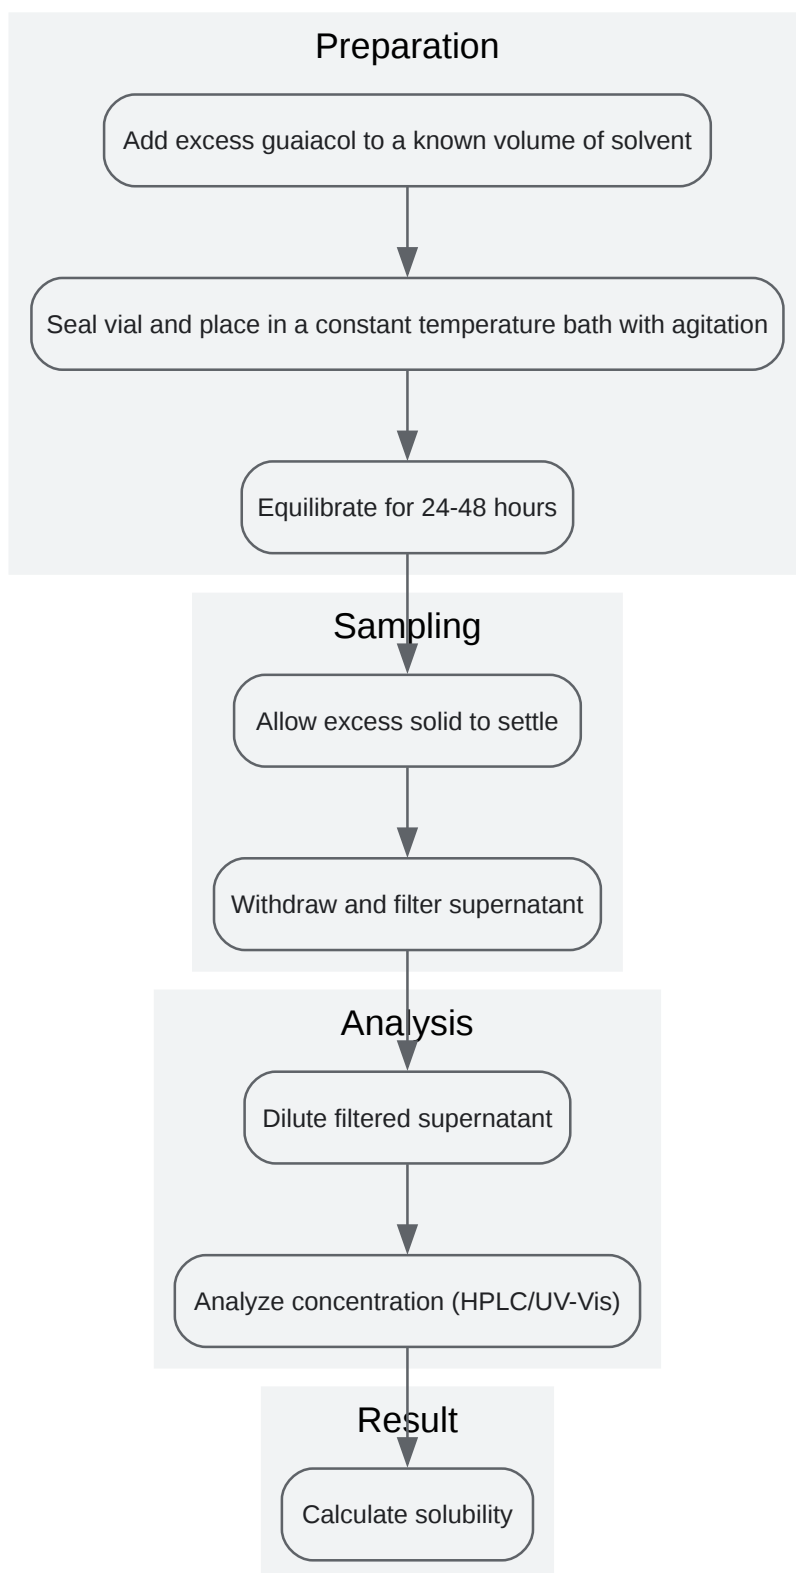 Preparation
Add excess guaiacol to a known volume of solvent
Seal vial and place in a constant temperature bath with agitation
Equilibrate for 24-48 hours
Sampling
Allow excess solid to settle
Withdraw and filter supernatant
Analysis
Dilute filtered supernatant
Analyze concentration (HPLC/UV-Vis)
Result
Calculate solubility